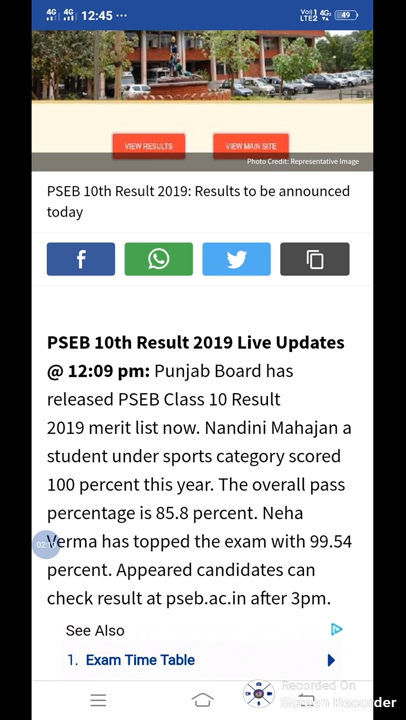 4G 4G 12:45 ···
Vo) 1 4G 49
LTE2
VIEW RESULTS VIEW MAIN SITE
Photo Credit: Representative Image
PSEB 10th Result 2019: Results to be announced
today
PSEB 10th Result 2019 Live Updates
@ 12:09 pm: Punjab Board has
released PSEB Class 10 Result
2019 merit list now. Nandini Mahajan a
student under sports category scored
100 percent this year. The overall pass
percentage is 85.8 percent. Neha
Verma has topped the exam with 99.54
percent. Appeared candidates can
check result at pseb.ac.in after 3pm.
See Also
1. Exam Time Table
Recorded On
Screen Recorder